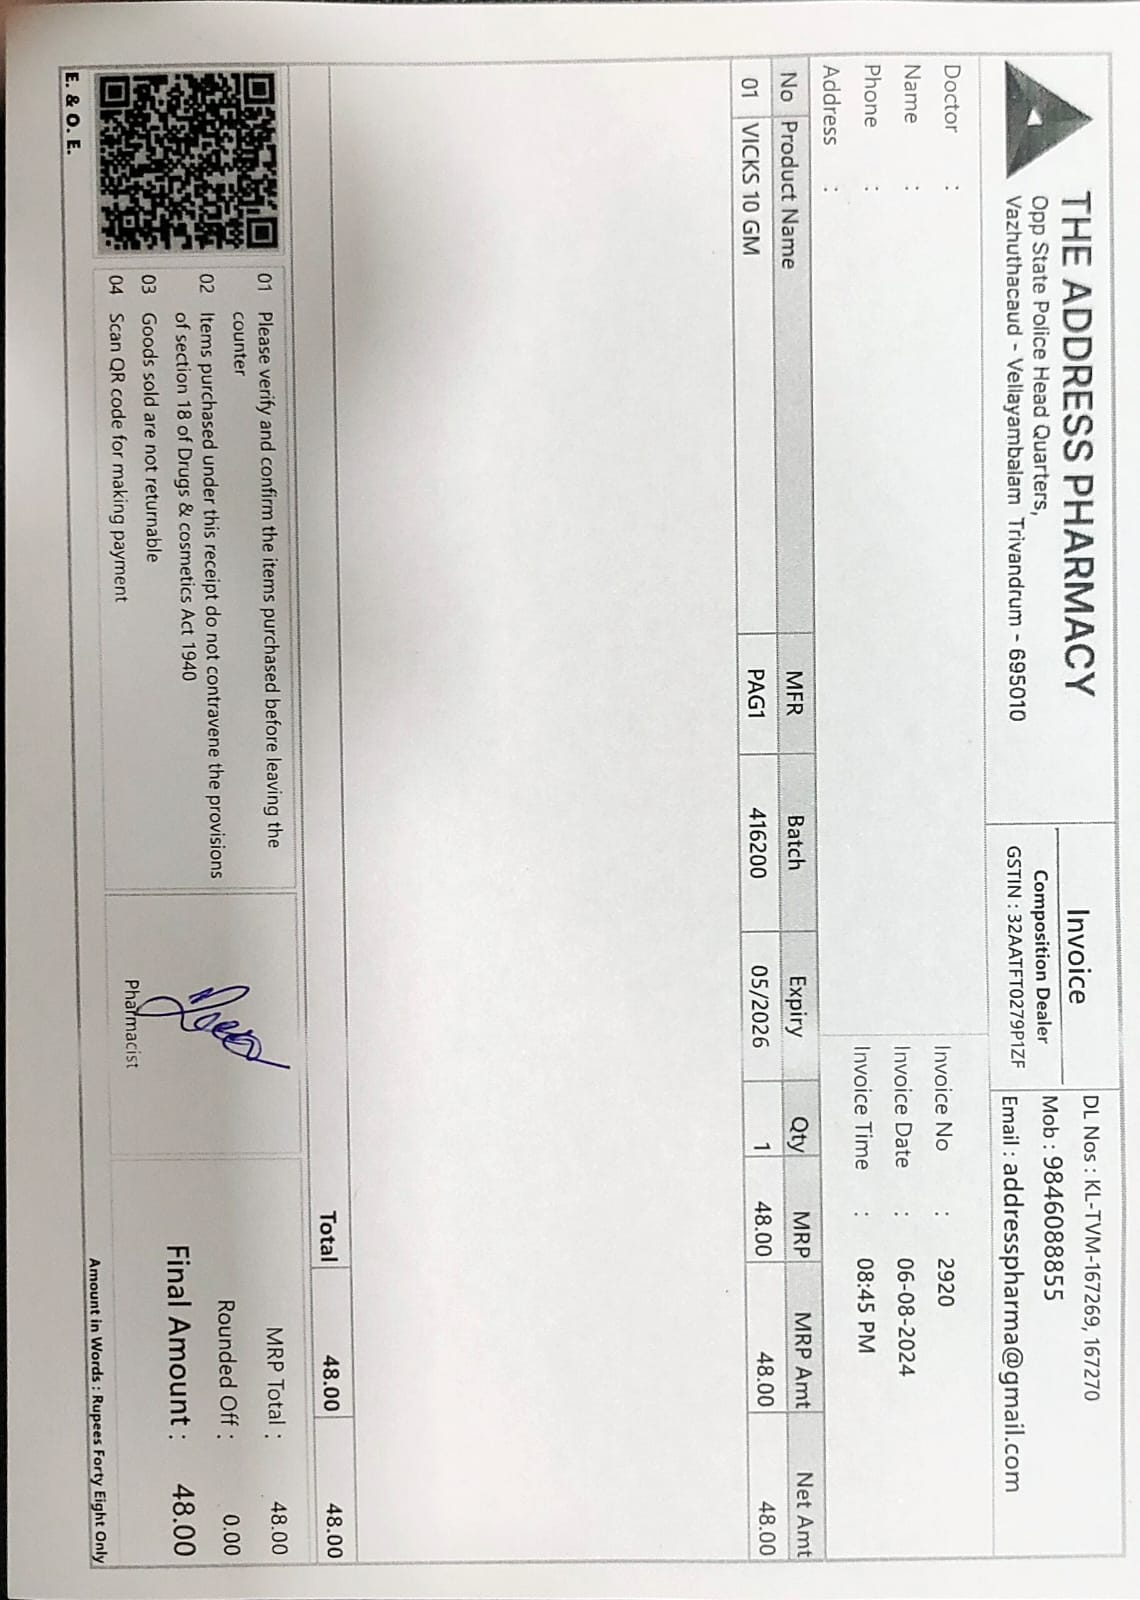 THE ADDRESS PHARMACY
Opp State Police Head Quarters,
Vazhuthacaud - Vellayambalam Trivandrum - 695010
Invoice
Composition Dealer
GSTIN : 32AATFT0279P1ZF
DL Nos : KL-TVM-167269, 167270
Mob : 9846088855
Email : addresspharma@gmail.com
Doctor :
Name :
Phone :
Address :
Invoice No : 2920
Invoice Date : 06-08-2024
Invoice Time : 08:45 PM
No Product Name MFR Batch Expiry Qty MRP MRP Amt Net Amt
01 VICKS 10 GM PAG1 416200 05/2026 1 48.00 48.00 48.00
Total 48.00 48.00
01 Please verify and confirm the items purchased before leaving the
counter
02 Items purchased under this receipt do not contravene the provisions
of section 18 of Drugs & cosmetics Act 1940
03 Goods sold are not returnable
04 Scan QR code for making payment
Pharmacist
MRP Total : 48.00
Rounded Off : 0.00
Final Amount : 48.00
Amount in Words : Rupees Forty Eight Only
E. & O. E.